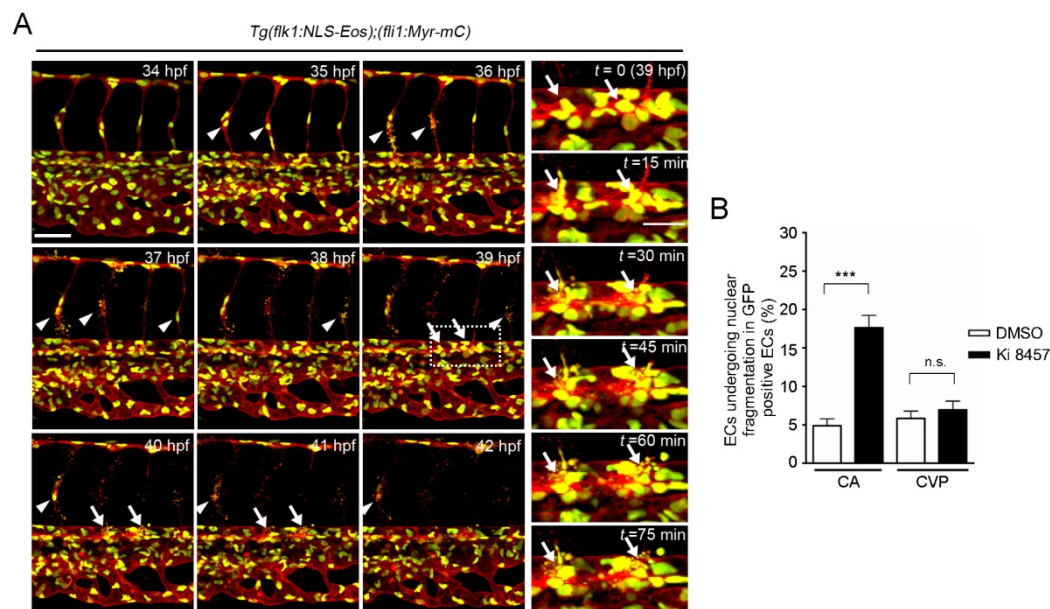 A
Tg(flk1:NLS-Eos);(fli1:Myr-mC)
34 hpf
35 hpf
36 hpf
t = 0 (39 hpf)
t =15 min
37 hpf
38 hpf
39 hpf
t =30 min
t =45 min
40 hpf
41 hpf
42 hpf
t =60 min
t =75 min
B
ECs undergoing nuclear
fragmentation in GFP
positive ECs (%)
30
25
20
15
10
5
0
***
n.s.
CA
CVP
DMSO
Ki 8457